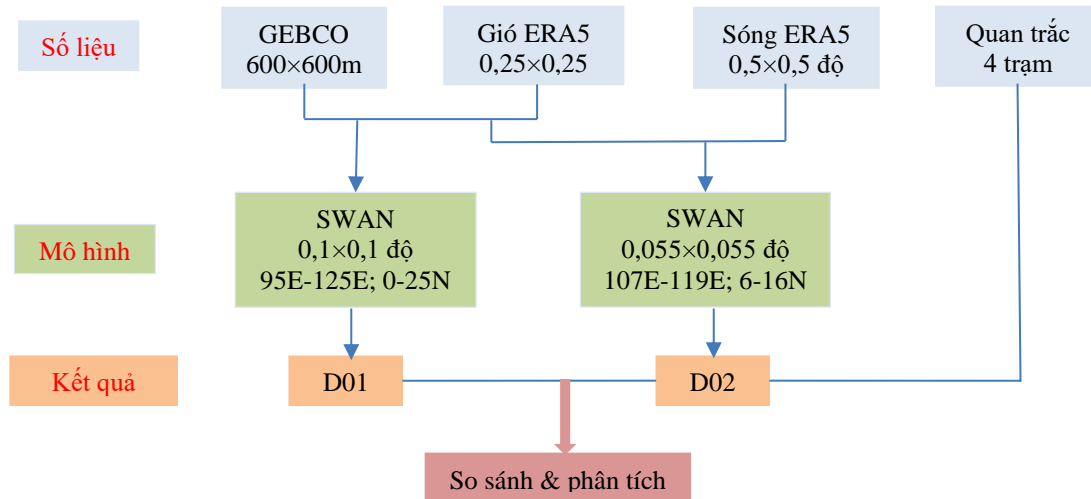 Số liệu
GEBCO
600×600m
Gió ERA5
0,25×0,25
Sóng ERA5
0,5×0,5 độ
Quan trắc
4 trạm
Mô hình
SWAN
0,1×0,1 độ
95E-125E; 0-25N
SWAN
0,055×0,055 độ
107E-119E; 6-16N
Kết quả
D01
D02
So sánh & phân tích